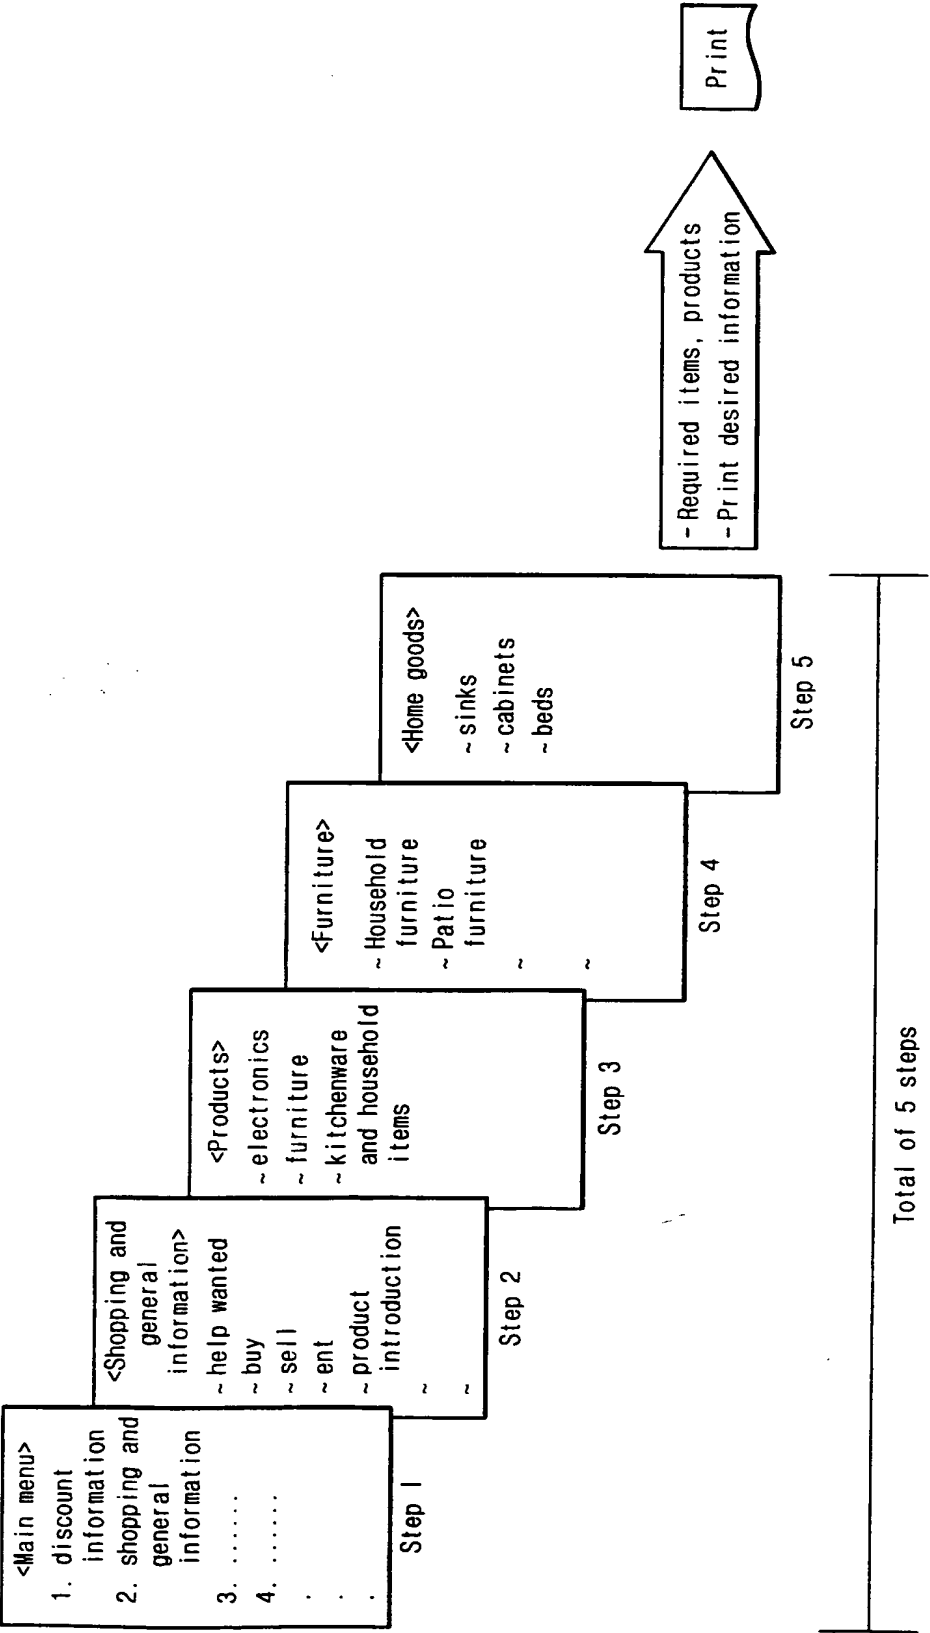 <Main menu>
1. discount
information
2. shopping and
general
information
3. ......
4. ......
.
.
.
Step 1
<Shopping and
general
information>
~ help wanted
~ buy
~ sell
~ ent
~ product
introduction
~
~
Step 2
<Products>
~ electronics
~ furniture
~ kitchenware
and household
items
Step 3
<Furniture>
~ Household
furniture
~ Patio
furniture
~
~
Step 4
<Home goods>
~ sinks
~ cabinets
~ beds
Step 5
- Required items, products
- Print desired information
Print
Total of 5 steps